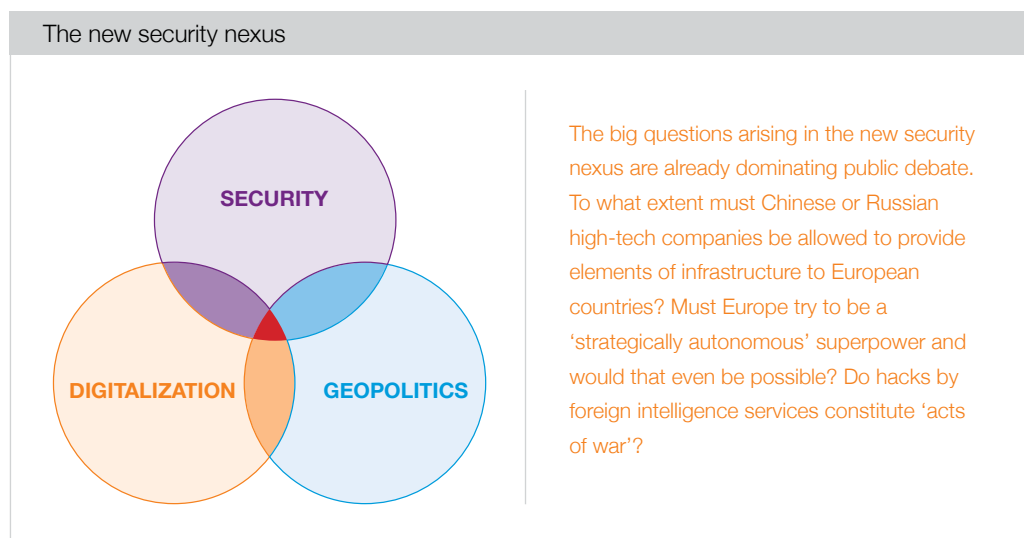 The new security nexus
SECURITY
DIGITALIZATION
GEOPOLITICS
The big questions arising in the new security
nexus are already dominating public debate.
To what extent must Chinese or Russian
high-tech companies be allowed to provide
elements of infrastructure to European
countries? Must Europe try to be a
‘strategically autonomous’ superpower and
would that even be possible? Do hacks by
foreign intelligence services constitute ‘acts
of war’?